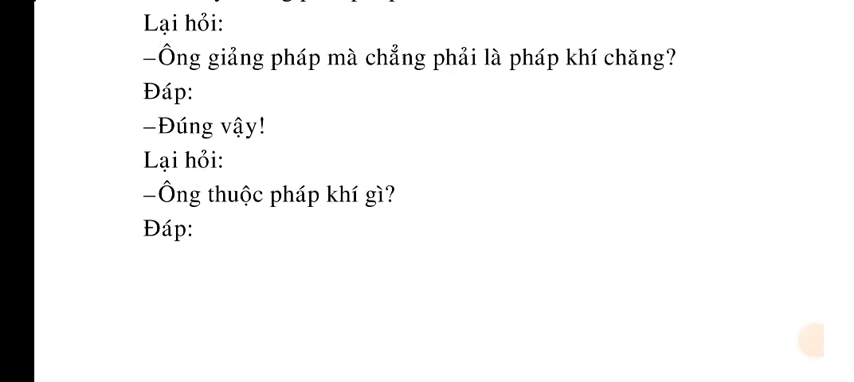 Lại hỏi:
–Ông giảng pháp mà chẳng phải là pháp khí chăng?
Đáp:
–Đúng vậy!
Lại hỏi:
–Ông thuộc pháp khí gì?
Đáp: